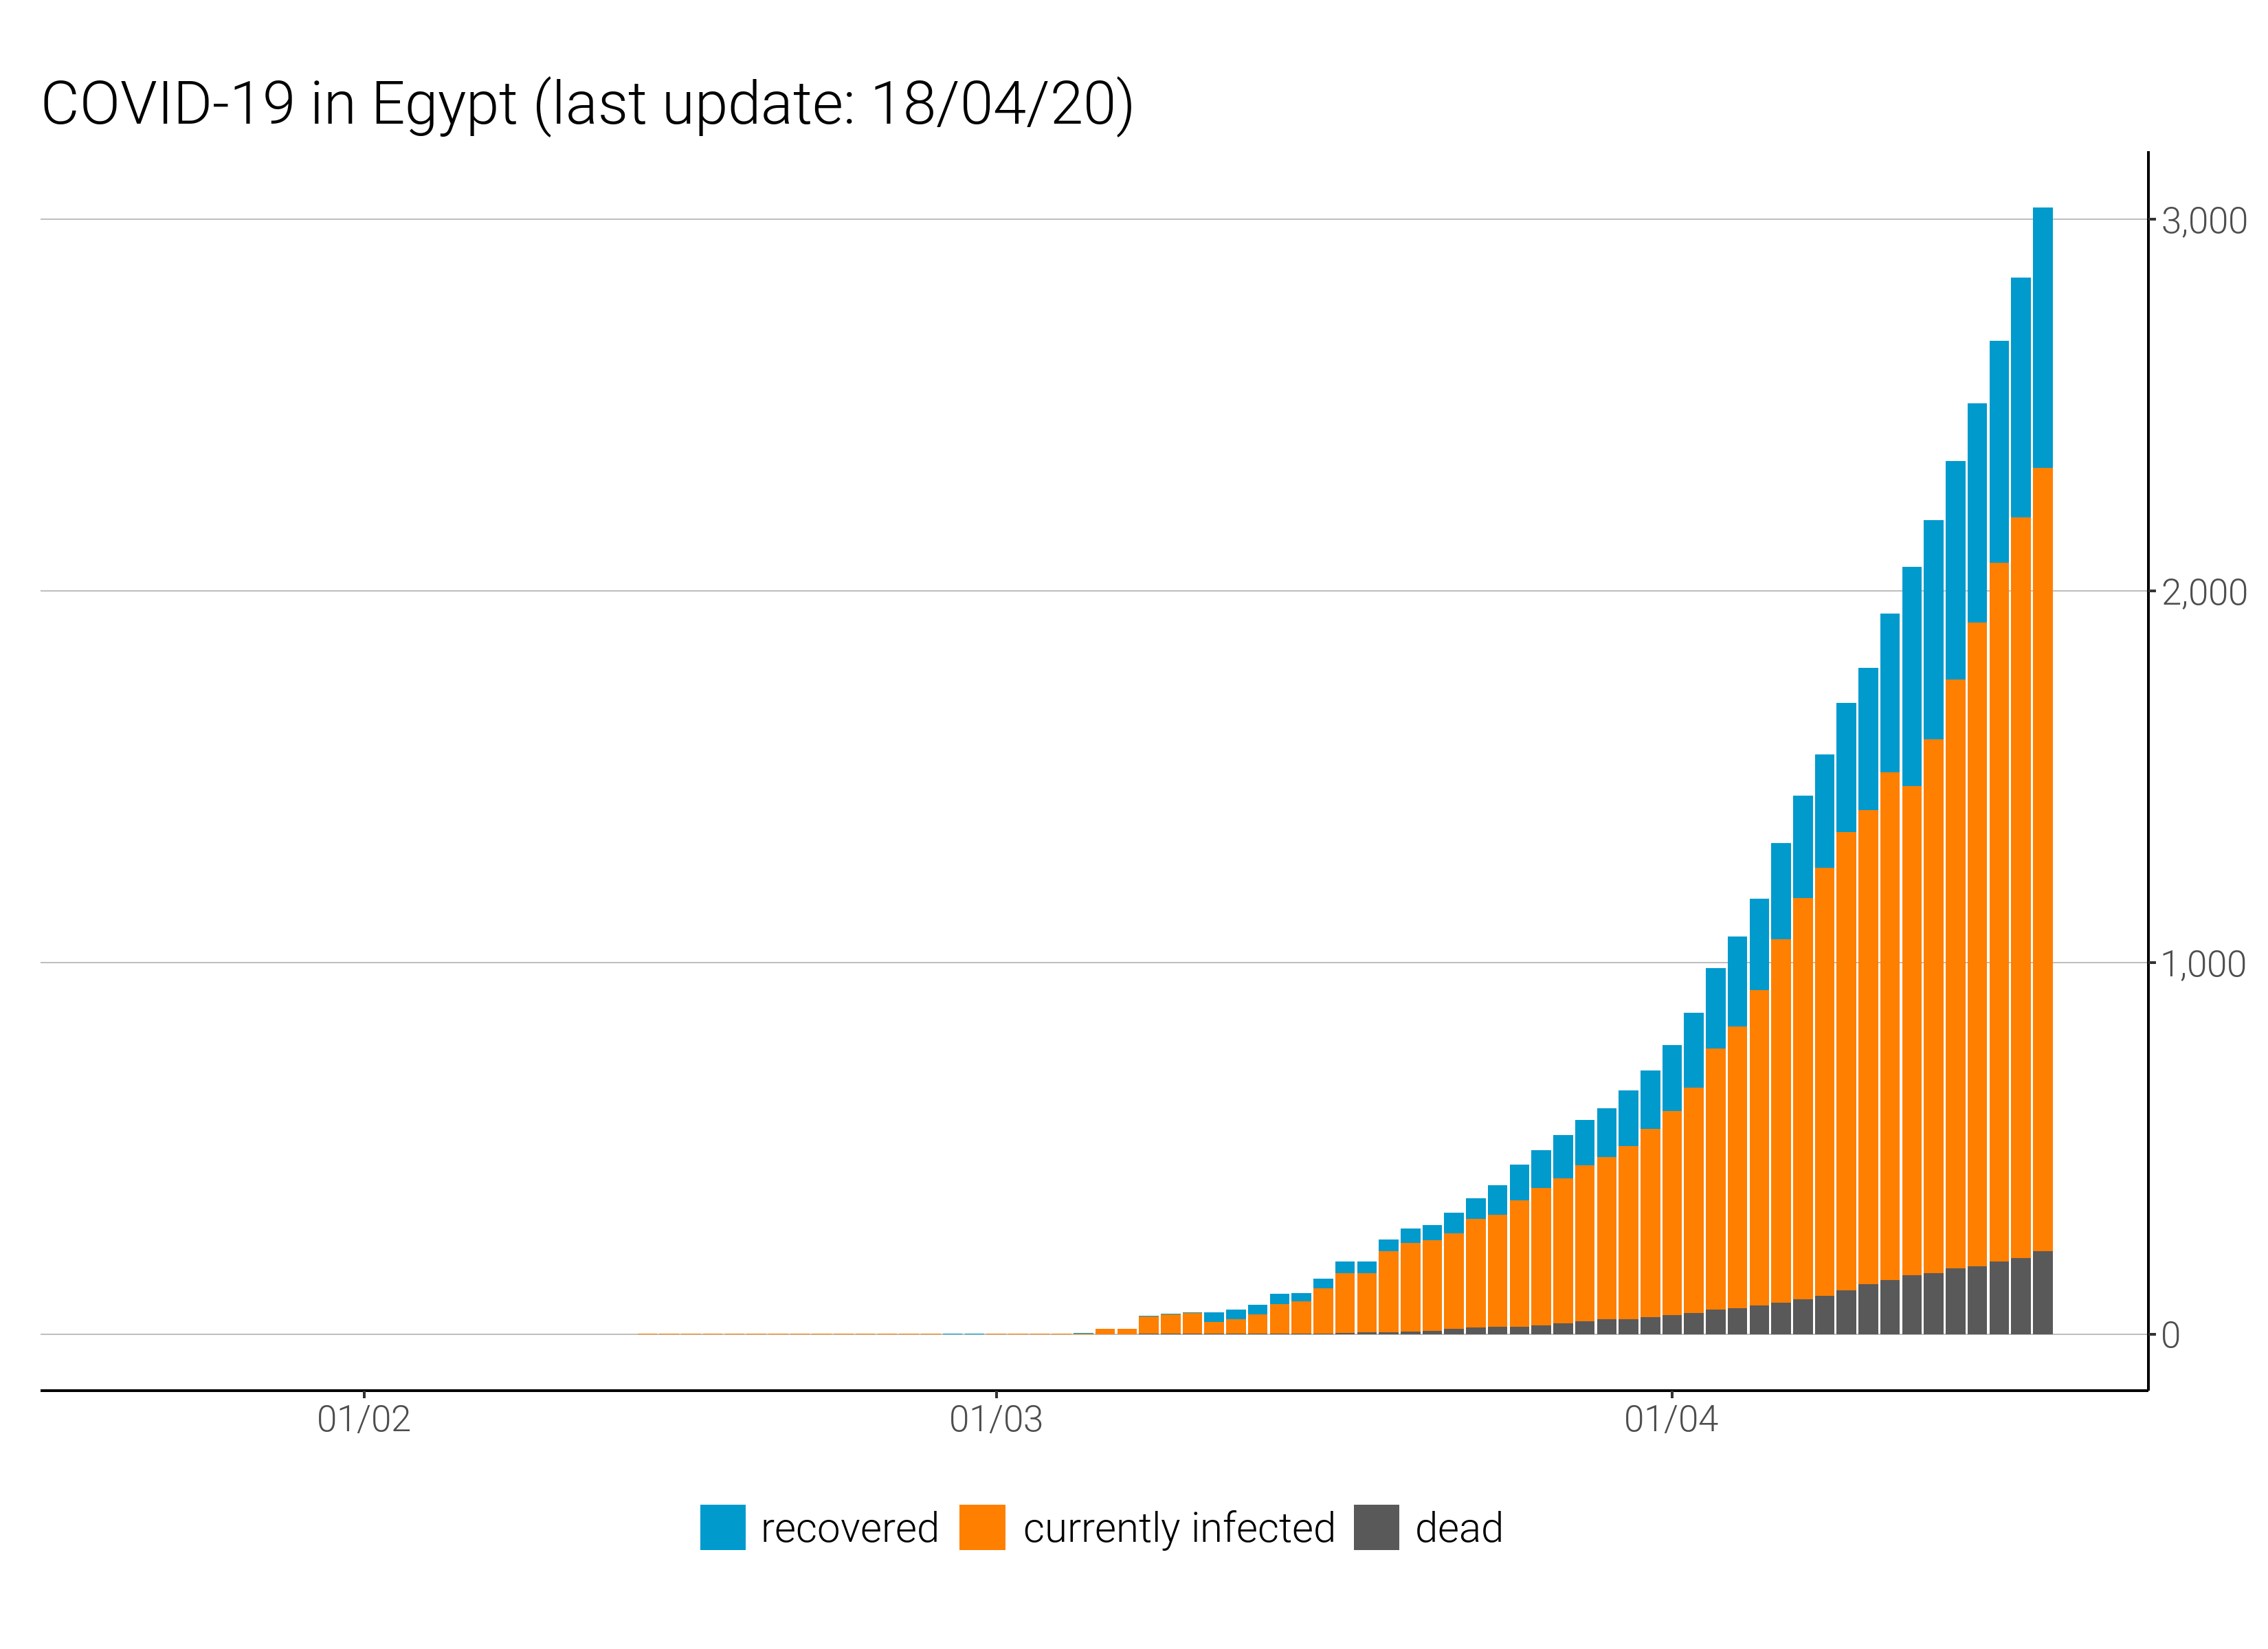 COVID-19 in Egypt (last update: 18/04/20)
3,000
2,000
1,000
0
01/02 01/03 01/04
recovered currently infected dead